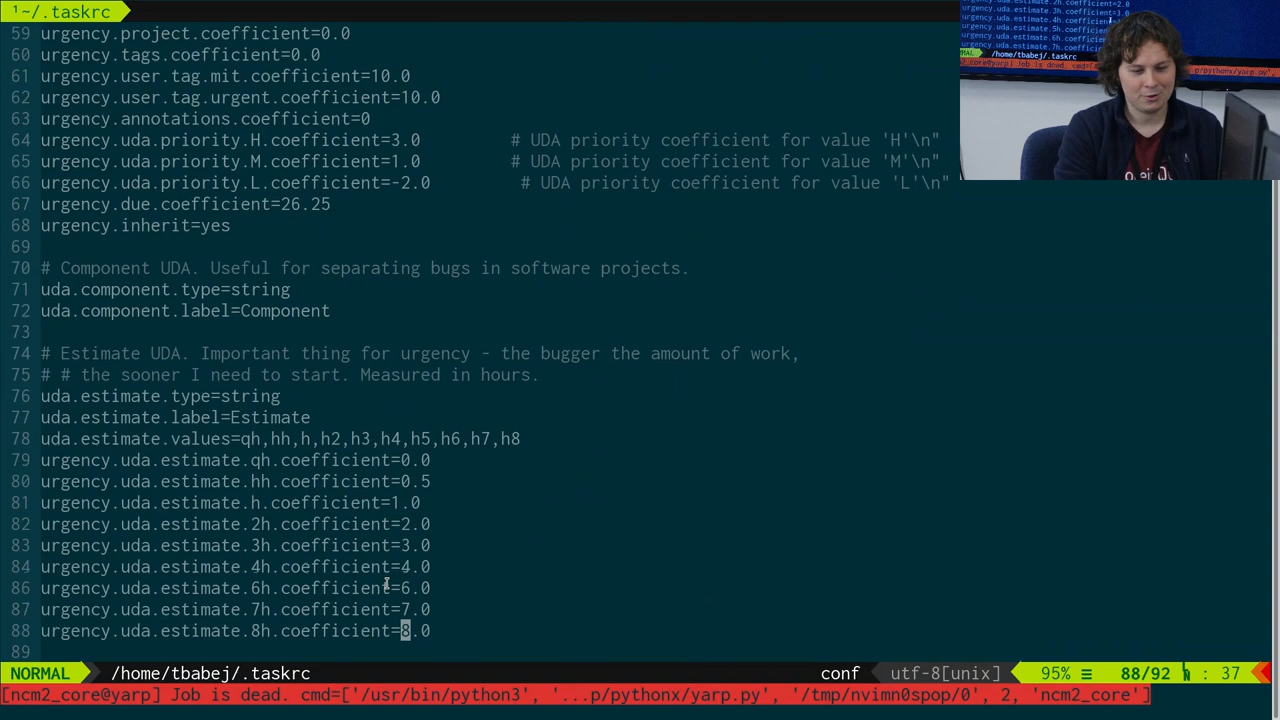 1~/.taskrc
59 urgency.project.coefficient=0.0
60 urgency.tags.coefficient=0.0
61 urgency.user.tag.mit.coefficient=10.0
62 urgency.user.tag.urgent.coefficient=10.0
63 urgency.annotations.coefficient=0
64 urgency.uda.priority.H.coefficient=3.0 # UDA priority coefficient for value 'H'\n"
65 urgency.uda.priority.M.coefficient=1.0 # UDA priority coefficient for value 'M'\n"
66 urgency.uda.priority.L.coefficient=-2.0 # UDA priority coefficient for value 'L'\n"
67 urgency.due.coefficient=26.25
68 urgency.inherit=yes
69
70 # Component UDA. Useful for separating bugs in software projects.
71 uda.component.type=string
72 uda.component.label=Component
73
74 # Estimate UDA. Important thing for urgency - the bugger the amount of work,
75 # # the sooner I need to start. Measured in hours.
76 uda.estimate.type=string
77 uda.estimate.label=Estimate
78 uda.estimate.values=qh,hh,h,h2,h3,h4,h5,h6,h7,h8
79 urgency.uda.estimate.qh.coefficient=0.0
80 urgency.uda.estimate.hh.coefficient=0.5
81 urgency.uda.estimate.h.coefficient=1.0
82 urgency.uda.estimate.2h.coefficient=2.0
83 urgency.uda.estimate.3h.coefficient=3.0
84 urgency.uda.estimate.4h.coefficient=4.0
86 urgency.uda.estimate.6h.coefficient=6.0
87 urgency.uda.estimate.7h.coefficient=7.0
88 urgency.uda.estimate.8h.coefficient=8.0
89
NORMAL /home/tbabej/.taskrc conf utf-8[unix] 95% ≡ 88/92 : 37
[ncm2_core@yarp] Job is dead. cmd=['/usr/bin/python3', '...p/pythonx/yarp.py', '/tmp/nvimn0spop/0', 2, 'ncm2_core']